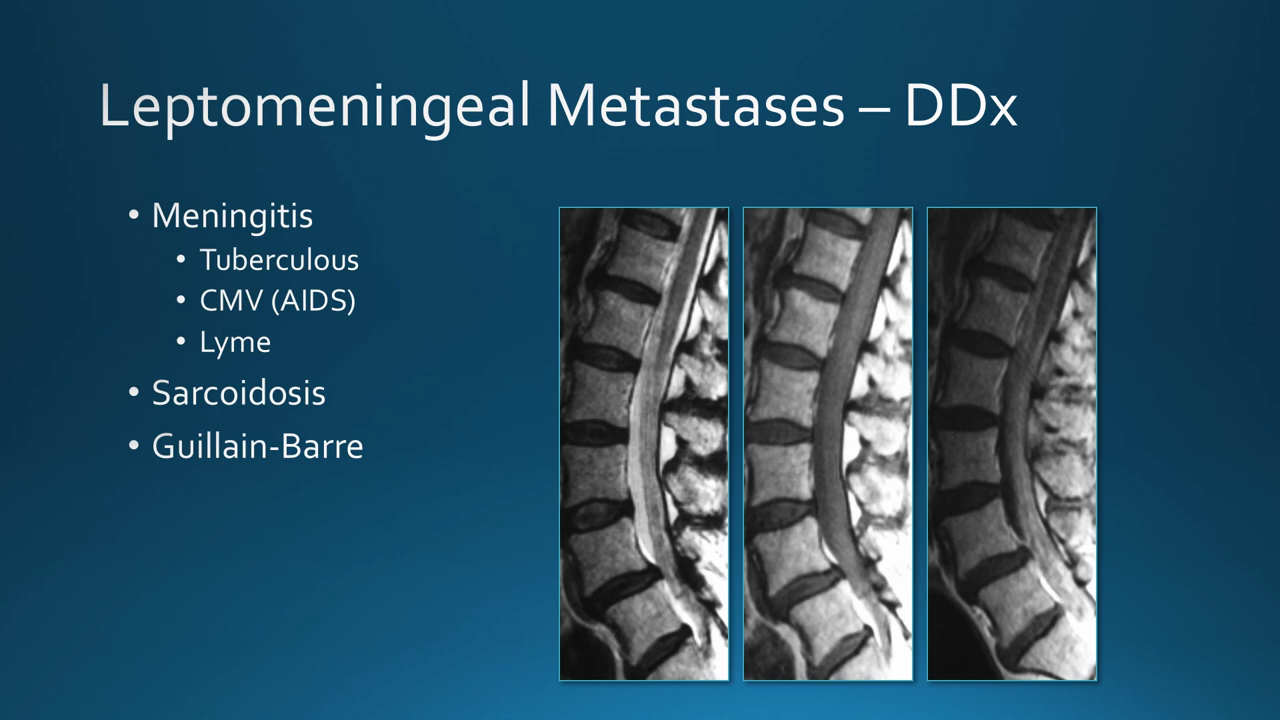 Leptomeningeal Metastases – DDx
• Meningitis
• Tuberculous
• CMV (AIDS)
• Lyme
• Sarcoidosis
• Guillain-Barre